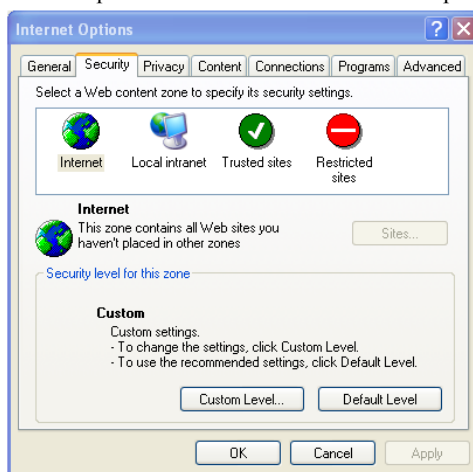 Internet Options
General Security Privacy Content Connections Programs Advanced
Select a Web content zone to specify its security settings.
Internet Local intranet Trusted sites Restricted
sites
Internet
This zone contains all Web sites you
haven't placed in other zones
Sites...
Security level for this zone
Custom
Custom settings.
- To change the settings, click Custom Level.
- To use the recommended settings, click Default Level.
Custom Level... Default Level
OK Cancel Apply